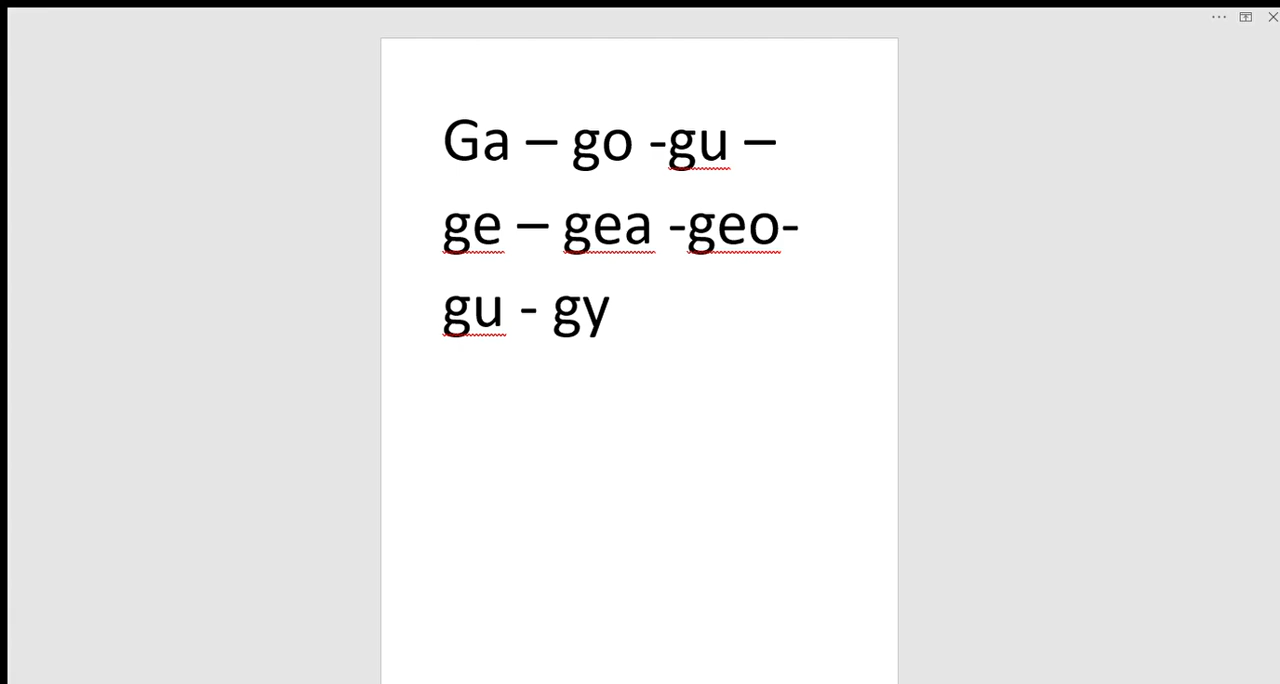 Ga – go -gu –
ge – gea -geo-
gu - gy